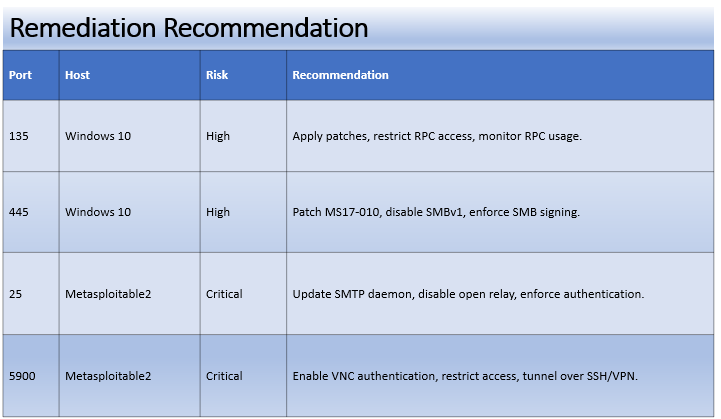 Remediation Recommendation
Port Host Risk Recommendation
135 Windows 10 High Apply patches, restrict RPC access, monitor RPC usage.
445 Windows 10 High Patch MS17-010, disable SMBv1, enforce SMB signing.
25 Metasploitable2 Critical Update SMTP daemon, disable open relay, enforce authentication.
5900 Metasploitable2 Critical Enable VNC authentication, restrict access, tunnel over SSH/VPN.